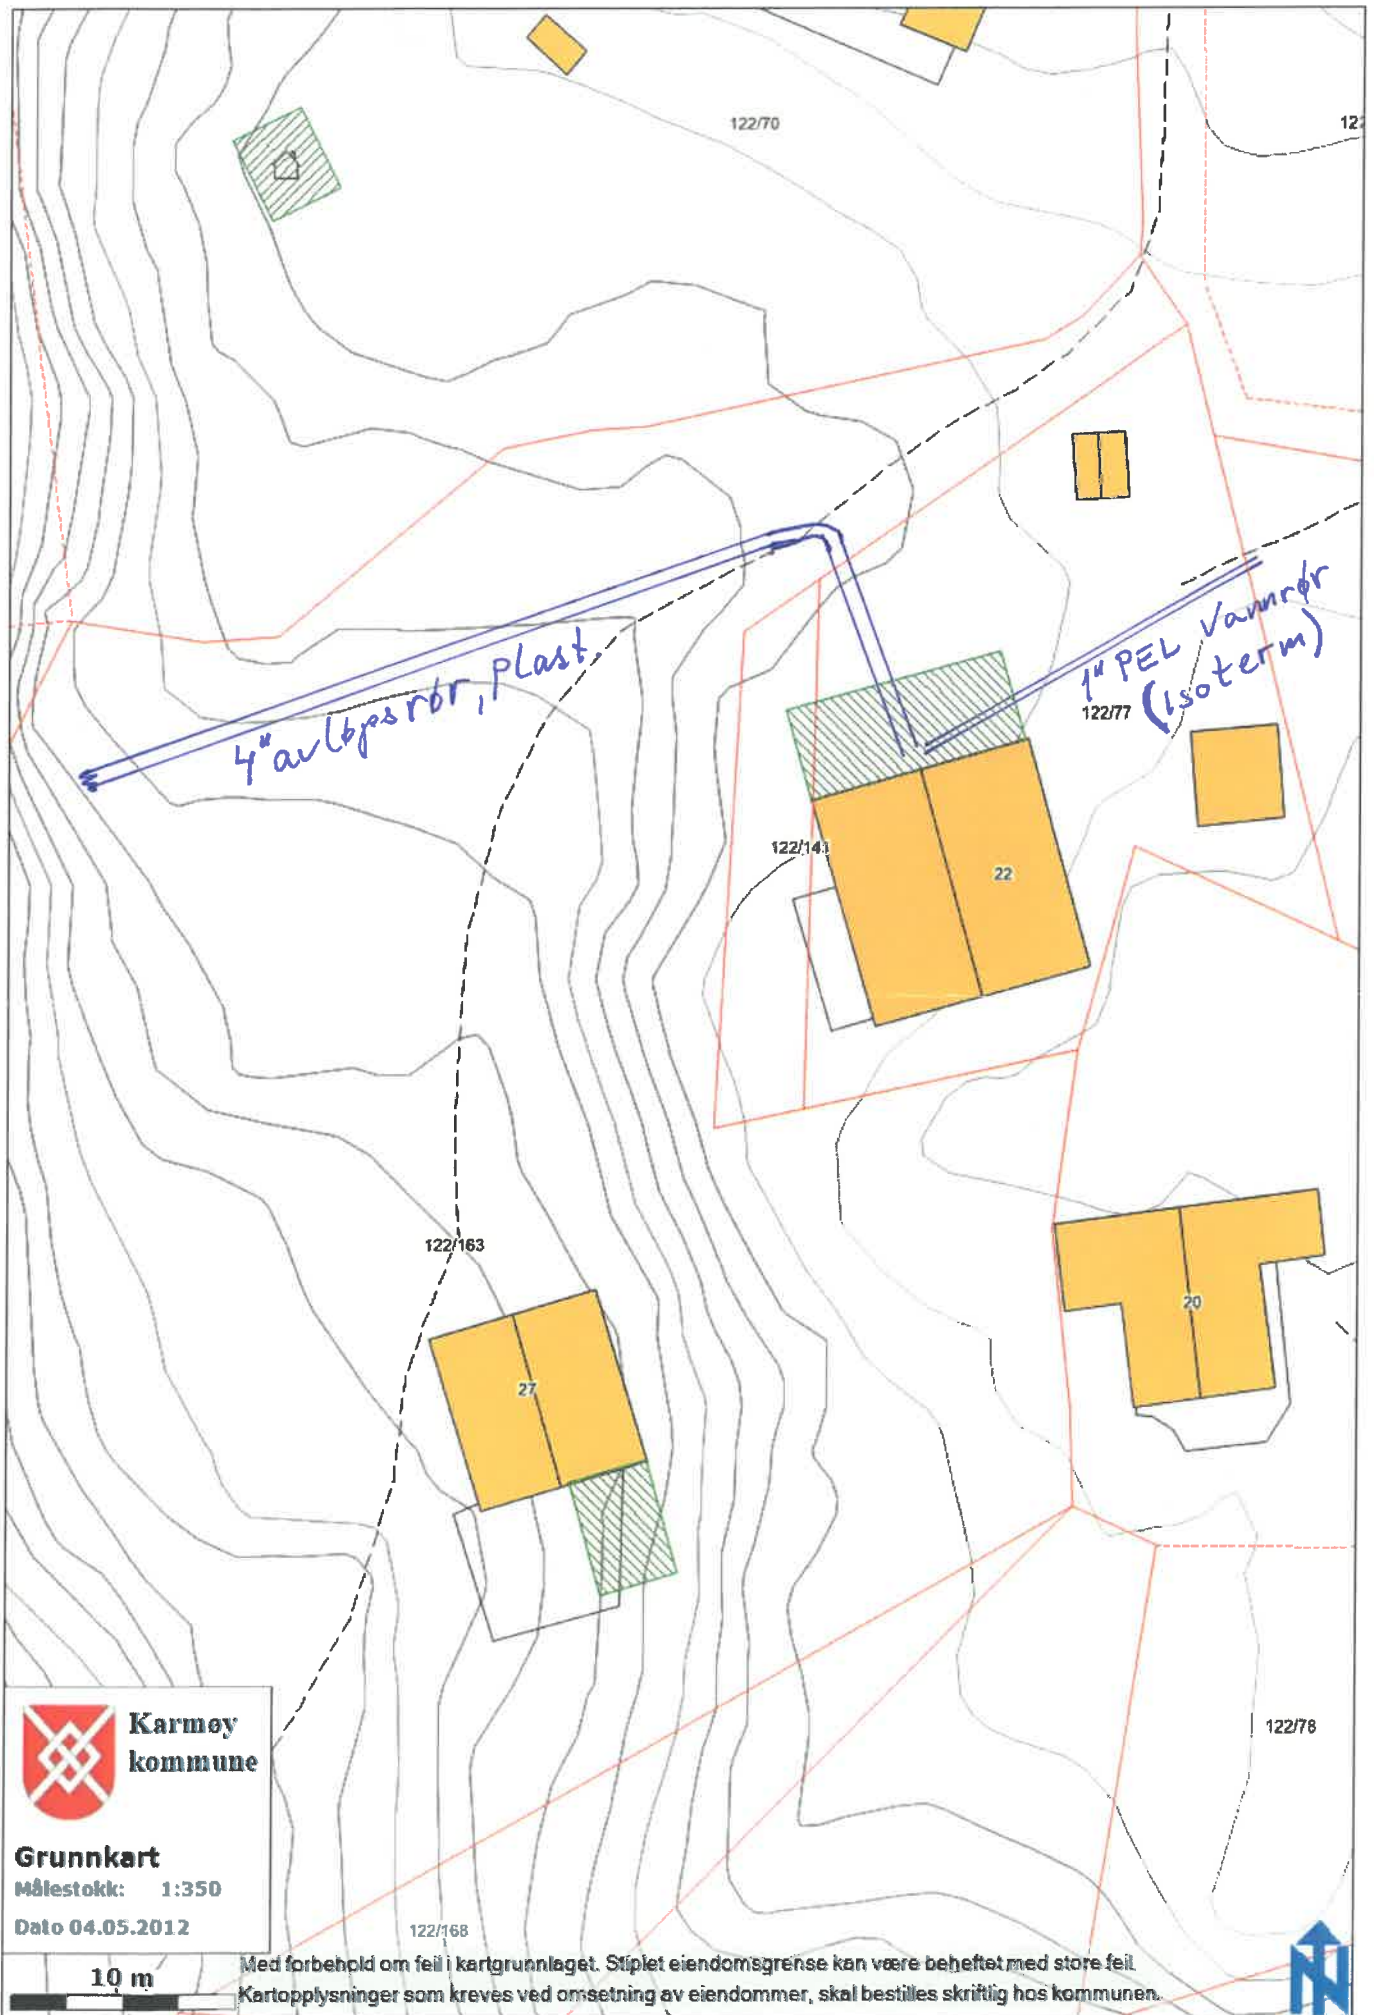 122/70
122
1" PEL Vannrør
(Isoterm)
4" avløpsrør, Plast.
122/77
122/141
22
122/163
20
27
122/78
Karmøy
kommune
Grunnkart
Målestokk: 1:350
Dato 04.05.2012
122/168
10 m
Med forbehold om feil i kartgrunnlaget. Stiplet eiendomsgrense kan være beheftet med store feil.
Kartopplysninger som kreves ved omsetning av eiendommer, skal bestilles skriftlig hos kommunen.
N